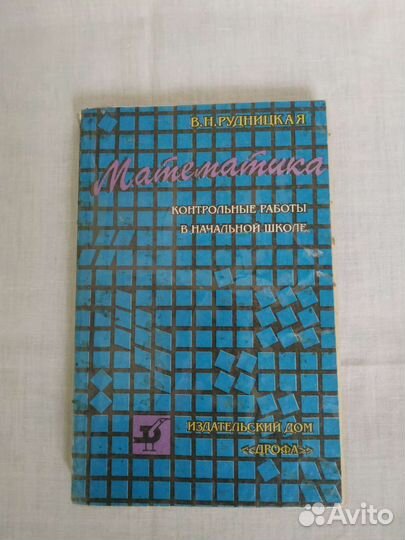 В.Н.РУДНИЦКАЯ
Математика
КОНТРОЛЬНЫЕ РАБОТЫ
В НАЧАЛЬНОЙ ШКОЛЕ
ИЗДАТЕЛЬСКИЙ ДОМ
«ДРОФА»
Avito